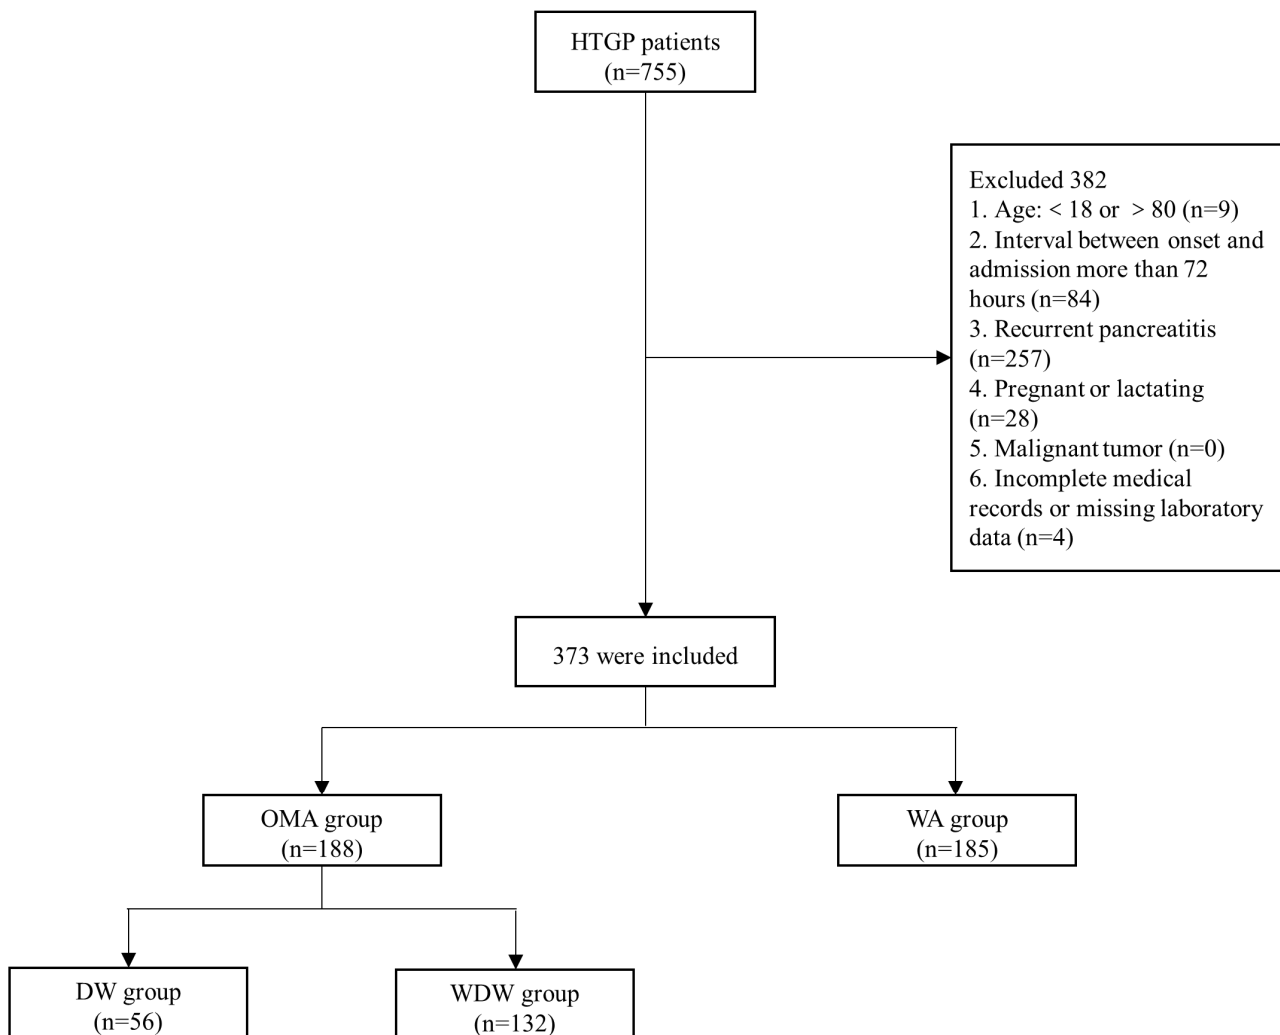 HTGP patients
(n=755)
Excluded 382
1. Age: < 18 or > 80 (n=9)
2. Interval between onset and
admission more than 72
hours (n=84)
3. Recurrent pancreatitis
(n=257)
4. Pregnant or lactating
(n=28)
5. Malignant tumor (n=0)
6. Incomplete medical
records or missing laboratory
data (n=4)
373 were included
OMA group
(n=188)
WA group
(n=185)
DW group
(n=56)
WDW group
(n=132)